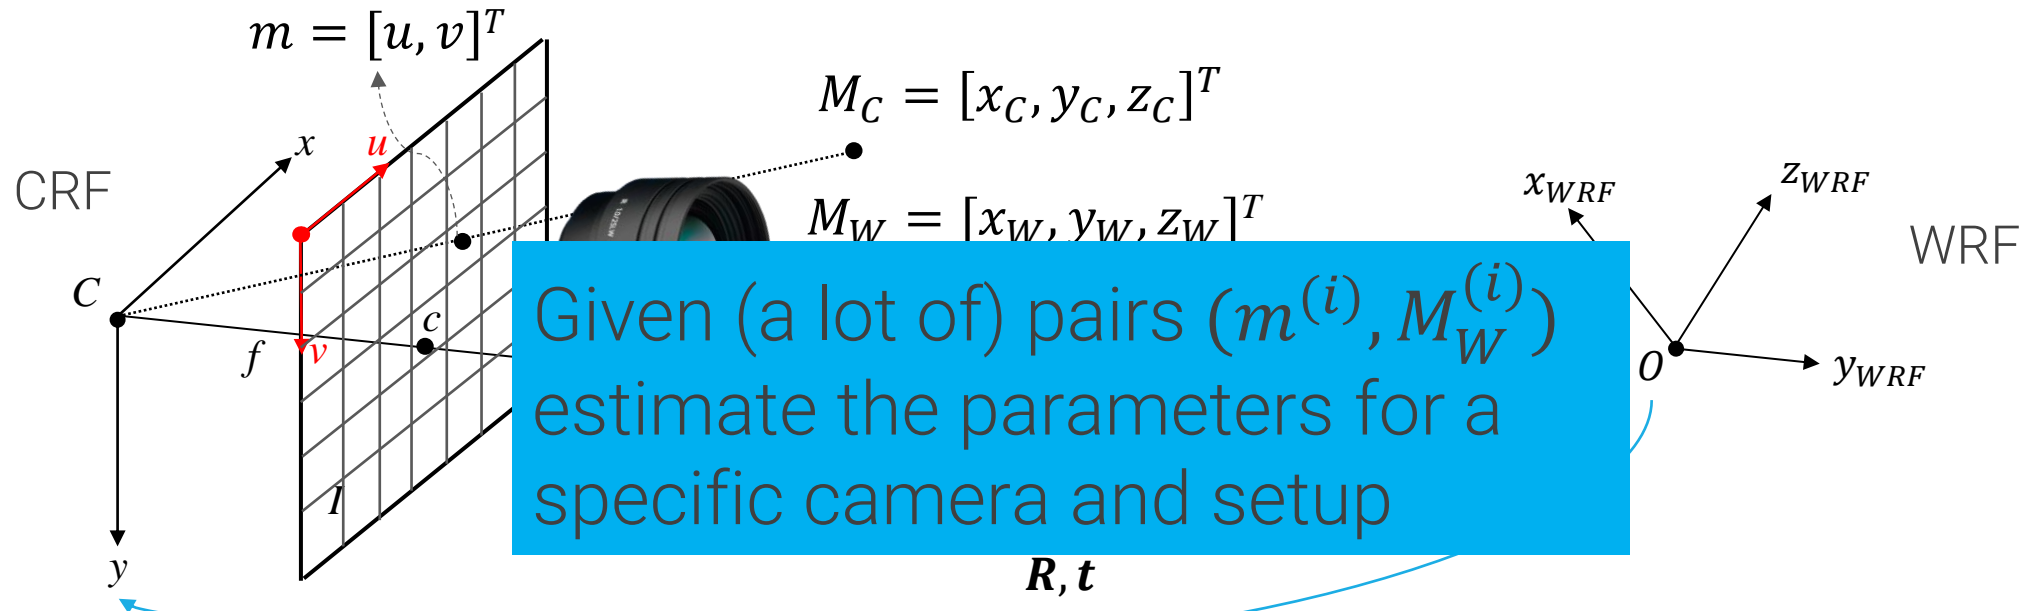 m = [u, v]^T
M_C = [x_C, y_C, z_C]^T
x
u
CRF
x_WRF
z_WRF
M_W = [x_W, y_W, z_W]^T
WRF
C
c
f
v
Given (a lot of) pairs (m^(i), M_W^(i))
estimate the parameters for a
specific camera and setup
O
y_WRF
I
y
R, t